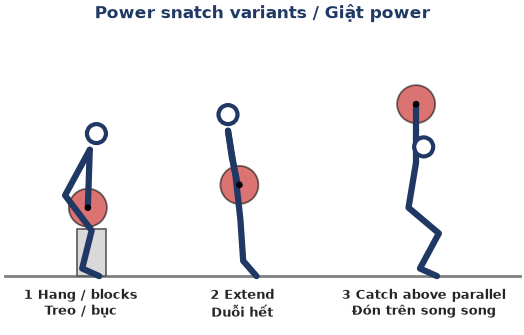 Power snatch variants / Giật power
1 Hang / blocks
Treo / bục
2 Extend
Duỗi hết
3 Catch above parallel
Đón trên song song